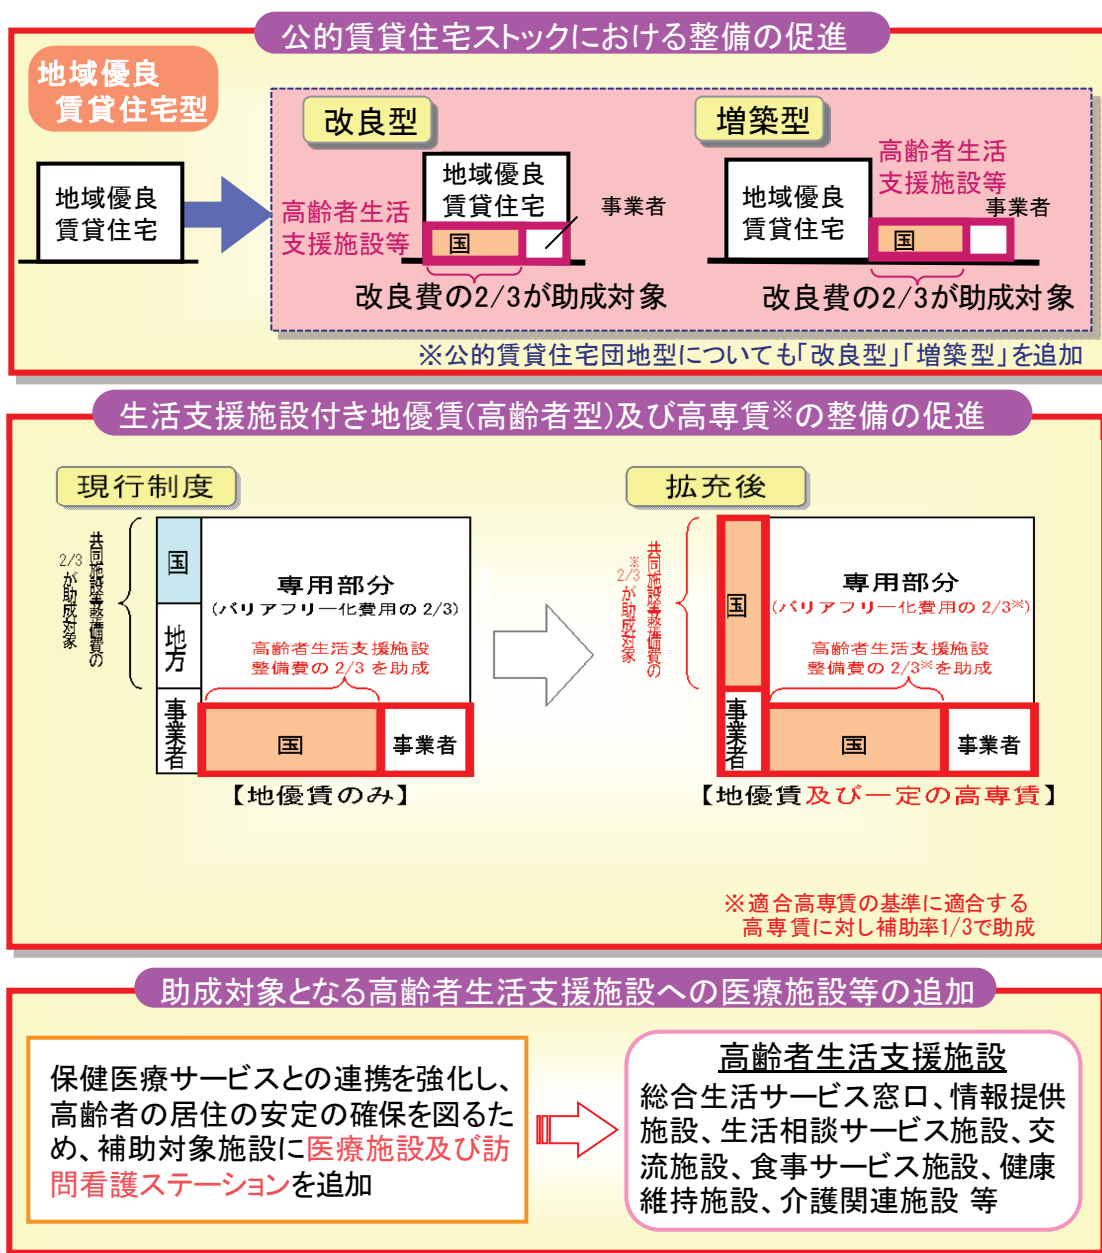 公的賃貸住宅ストックにおける整備の促進
地域優良
賃貸住宅型
地域優良
賃貸住宅
改良型
地域優良
賃貸住宅
高齢者生活
支援施設等
国
事業者
改良費の2/3が助成対象
増築型
地域優良
賃貸住宅
高齢者生活
支援施設等
事業者
国
改良費の2/3が助成対象
※公的賃貸住宅団地型についても「改良型」「増築型」を追加
生活支援施設付き地優賃(高齢者型)及び高専賃※の整備の促進
現行制度
共同施設等整備費の
2/3が助成対象
国
地方
事業者
専用部分
(バリアフリー化費用の2/3)
高齢者生活支援施設
整備費の 2/3 を助成
国
事業者
【地優賃のみ】
拡充後
共同施設等整備費の
※2/3が助成対象
国
事業者
専用部分
(バリアフリー化費用の2/3※)
高齢者生活支援施設
整備費の 2/3※を助成
国
事業者
【地優賃及び一定の高専賃】
※適合高専賃の基準に適合する
高専賃に対し補助率1/3で助成
助成対象となる高齢者生活支援施設への医療施設等の追加
保健医療サービスとの連携を強化し、
高齢者の居住の安定の確保を図るた
め、補助対象施設に医療施設及び訪
問看護ステーションを追加
高齢者生活支援施設
総合生活サービス窓口、情報提供
施設、生活相談サービス施設、交
流施設、食事サービス施設、健康
維持施設、介護関連施設 等